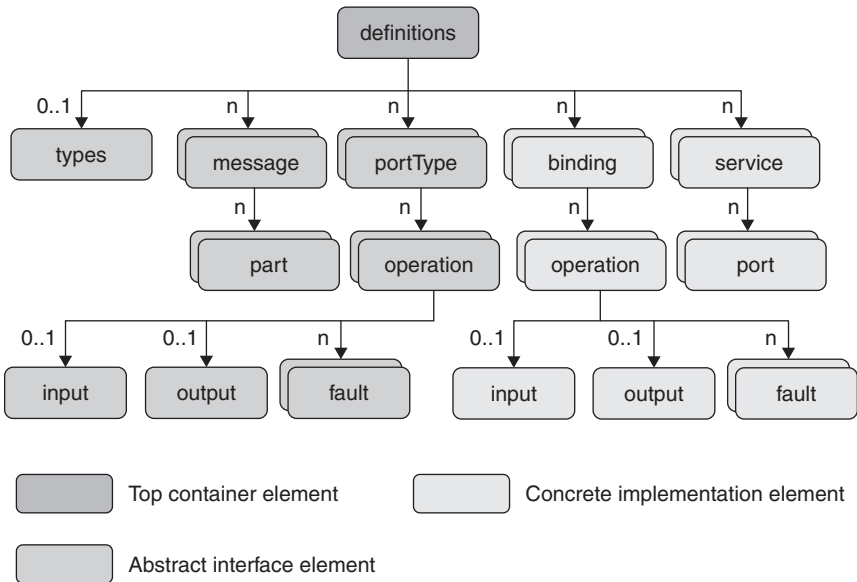 definitions
0..1 n n n n
types message portType binding service
n n n n
part operation operation port
0..1 0..1 n 0..1 0..1 n
input output fault input output fault
Top container element Concrete implementation element
Abstract interface element